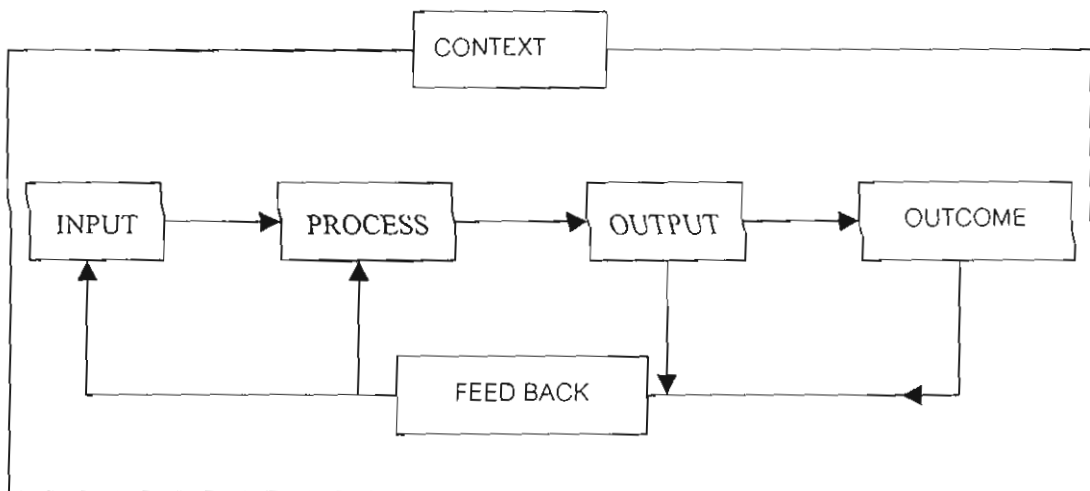 CONTEXT
INPUT
PROCESS
OUTPUT
OUTCOME
FEED BACK